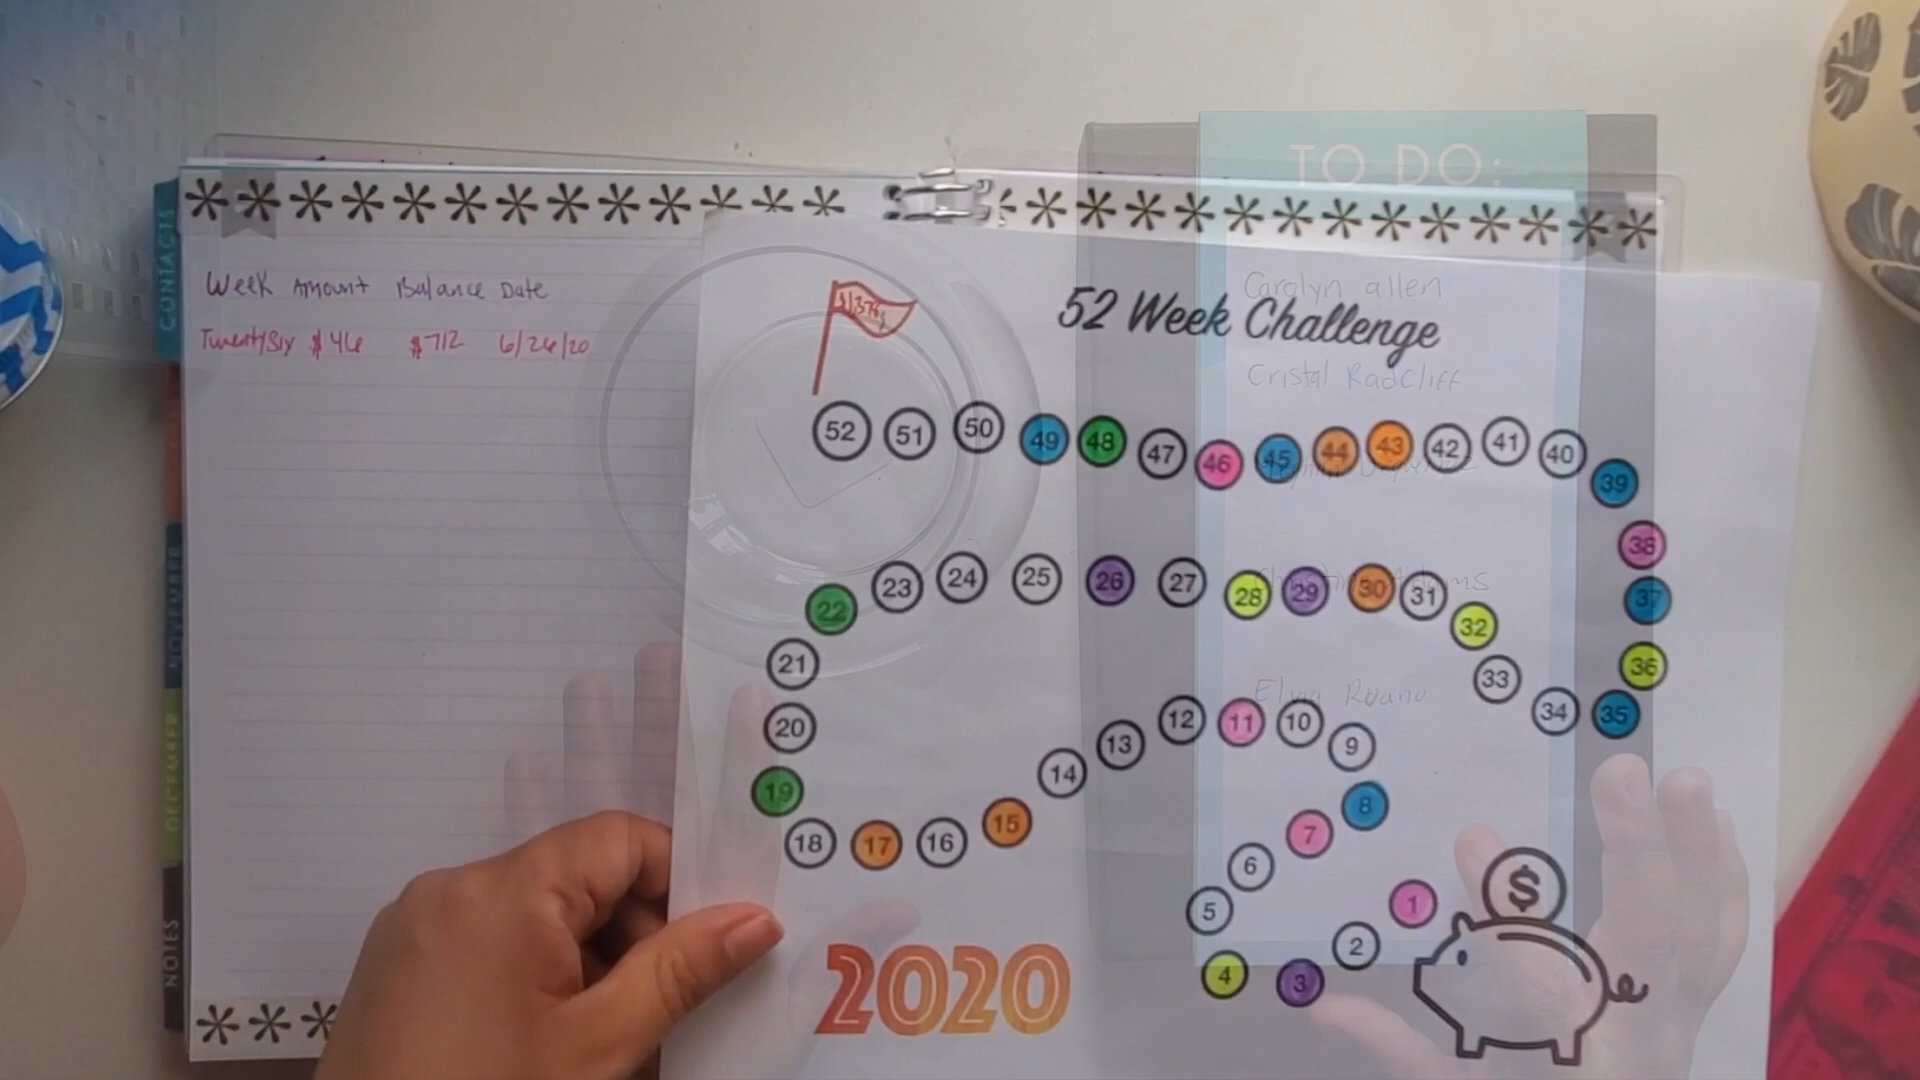 TO DO:
CONTACTS
Week Amount Balance Date
Twentysix $46 $712 6/26/20
NOVEMBER
DECEMBER
NOTES
$1378
52 Week Challenge
Carolyn allen
Cristal Radcliff
52 51 50 49 48 47 46 45 44 43 42 41 40 39
38
37
36
22 23 24 25 26 27 28 29 30 31 32
33
34 35
21
20
19
18 17 16 15 14 13 12 11 10 9
8
7
6
5
4 3 2 1
Elvia Ruano
$
2020